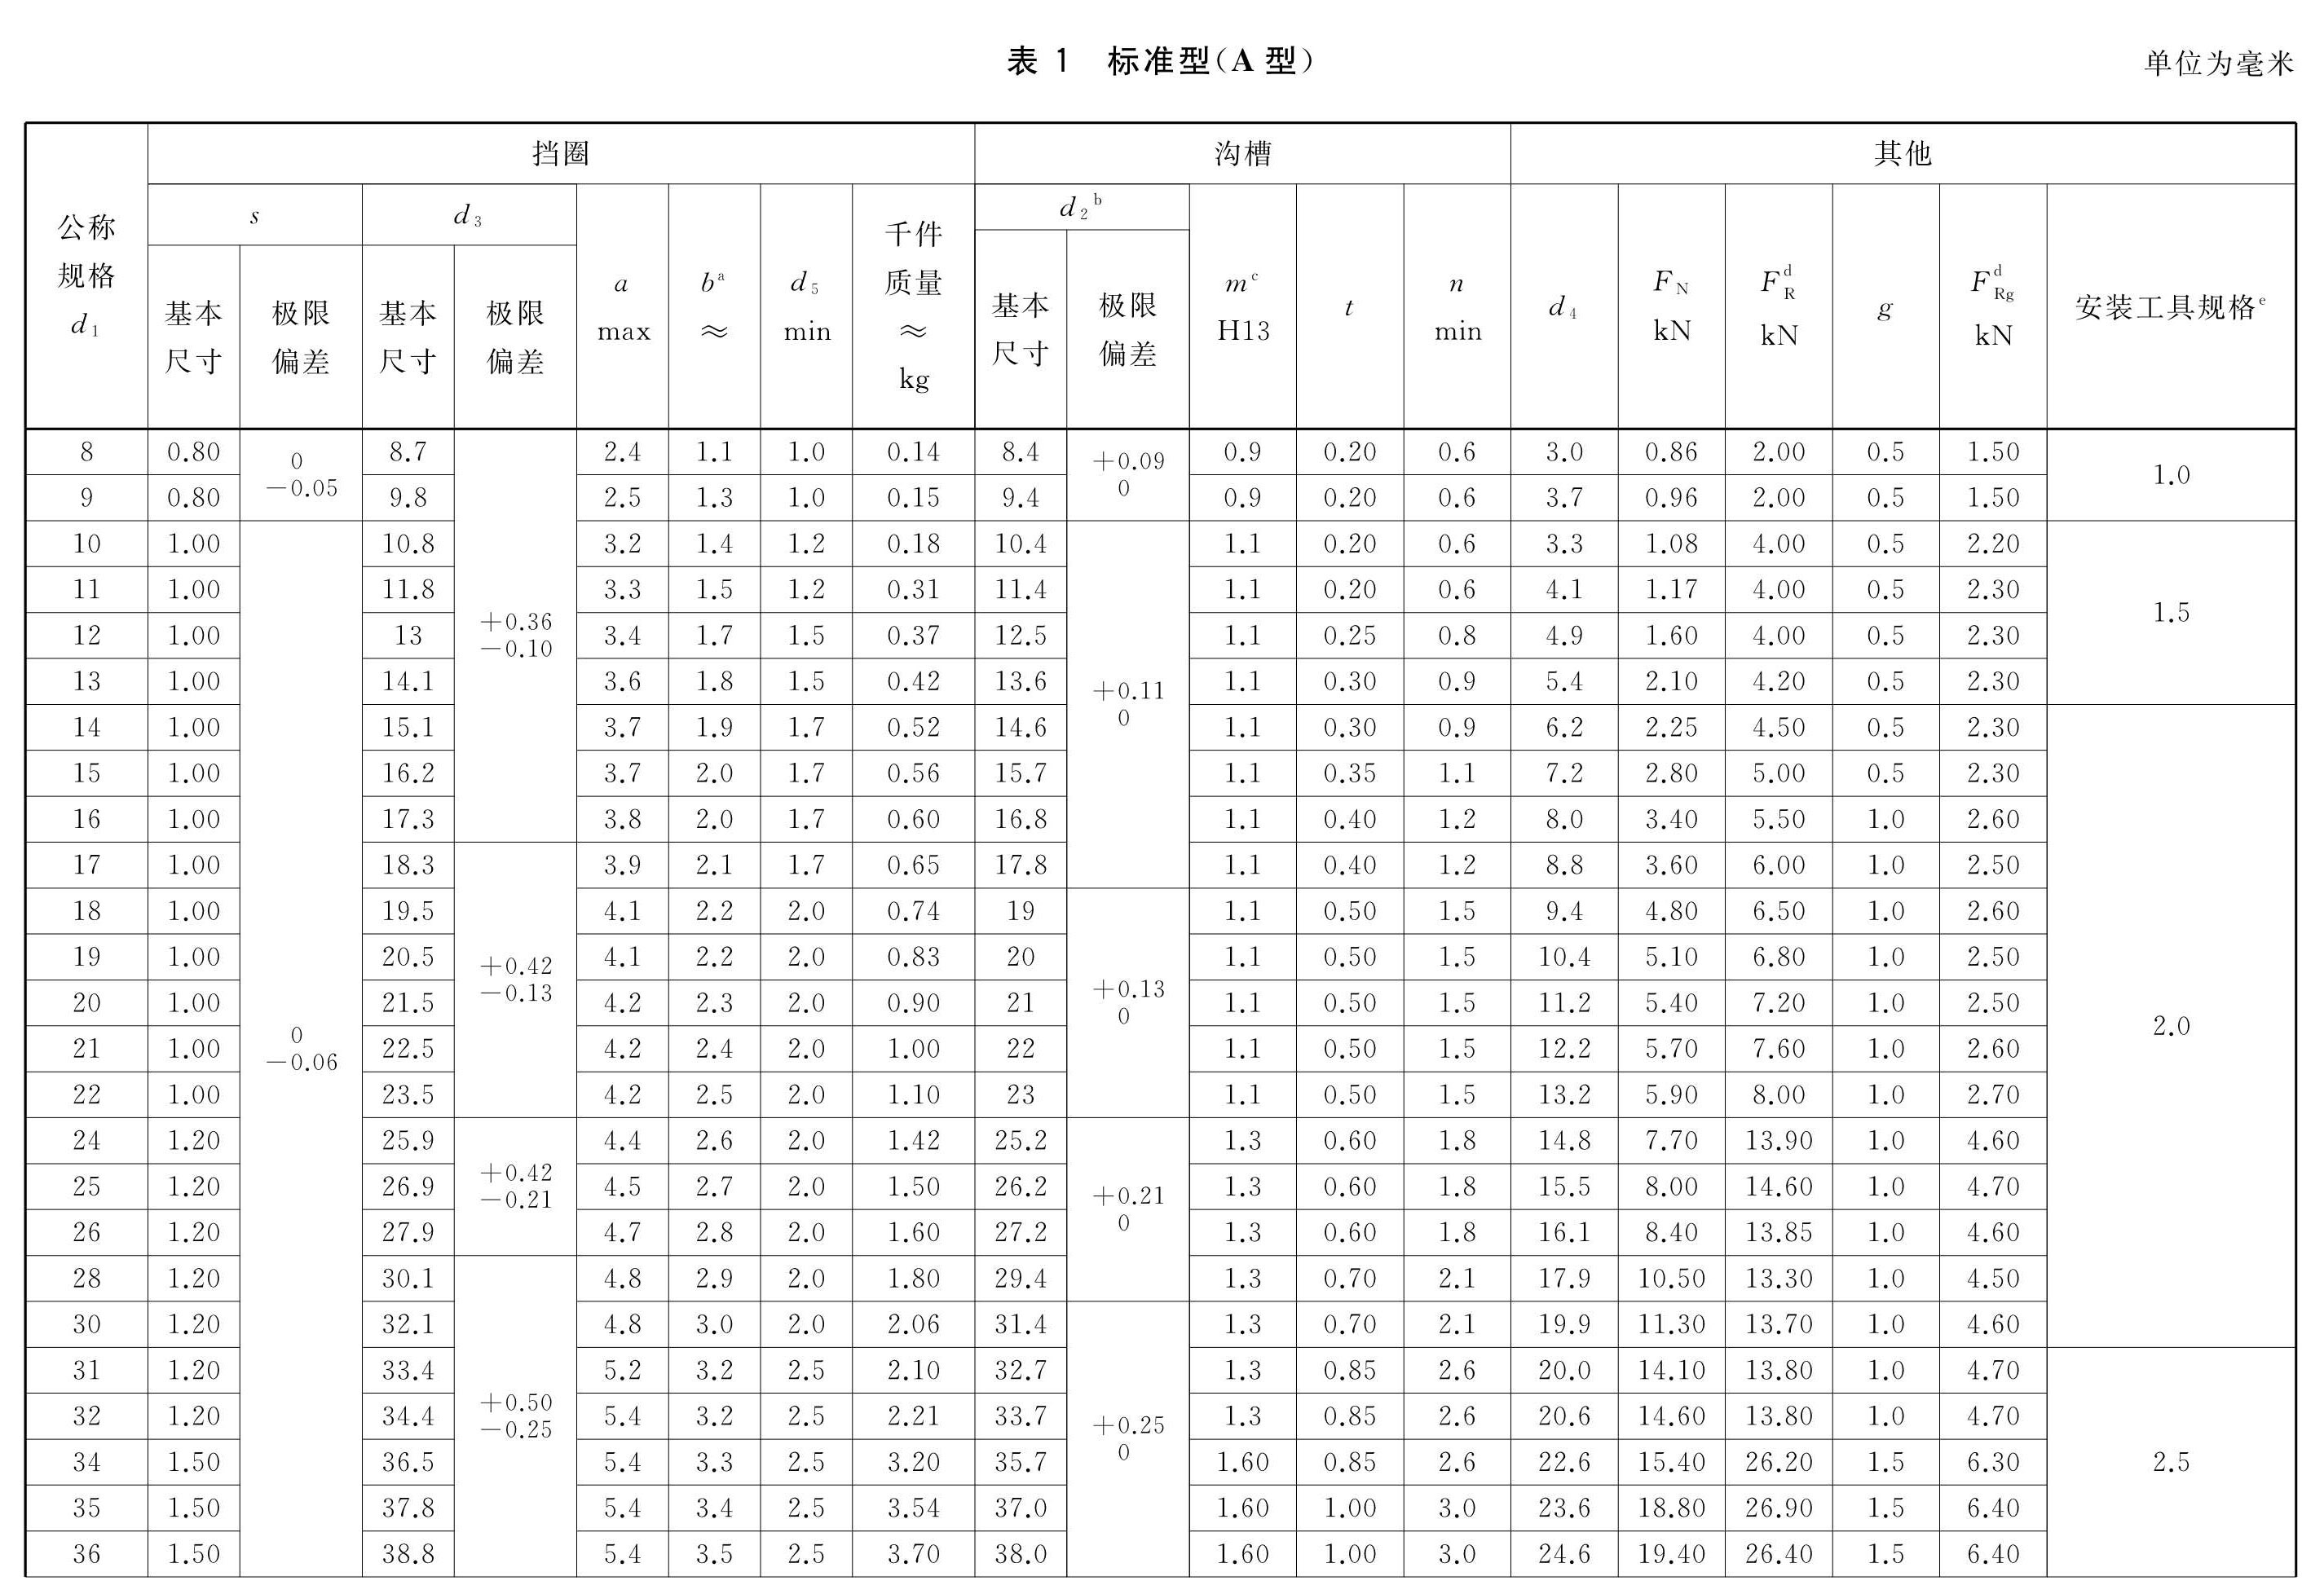 表 1 标准型(A 型)
单位为毫米
公称规格 d1 挡圈 沟槽 其他
s d3 a max bᵃ ≈ d5 min 千件质量 ≈ kg d2ᵇ mᶜ H13 t n min d4 FN kN FRᵈ kN g FRgᵈ kN 安装工具规格ᵉ
基本尺寸 极限偏差 基本尺寸 极限偏差 基本尺寸 极限偏差
8 0.80 0 −0.05 8.7 +0.36 −0.10 2.4 1.1 1.0 0.14 8.4 +0.09 0 0.9 0.20 0.6 3.0 0.86 2.00 0.5 1.50 1.0
9 0.80 9.8 2.5 1.3 1.0 0.15 9.4 0.9 0.20 0.6 3.7 0.96 2.00 0.5 1.50
10 1.00 0 −0.06 10.8 3.2 1.4 1.2 0.18 10.4 +0.11 0 1.1 0.20 0.6 3.3 1.08 4.00 0.5 2.20 1.5
11 1.00 11.8 3.3 1.5 1.2 0.31 11.4 1.1 0.20 0.6 4.1 1.17 4.00 0.5 2.30
12 1.00 13 3.4 1.7 1.5 0.37 12.5 1.1 0.25 0.8 4.9 1.60 4.00 0.5 2.30
13 1.00 14.1 3.6 1.8 1.5 0.42 13.6 1.1 0.30 0.9 5.4 2.10 4.20 0.5 2.30
14 1.00 15.1 3.7 1.9 1.7 0.52 14.6 1.1 0.30 0.9 6.2 2.25 4.50 0.5 2.30 2.0
15 1.00 16.2 3.7 2.0 1.7 0.56 15.7 1.1 0.35 1.1 7.2 2.80 5.00 0.5 2.30
16 1.00 17.3 3.8 2.0 1.7 0.60 16.8 1.1 0.40 1.2 8.0 3.40 5.50 1.0 2.60
17 1.00 18.3 +0.42 −0.13 3.9 2.1 1.7 0.65 17.8 1.1 0.40 1.2 8.8 3.60 6.00 1.0 2.50
18 1.00 19.5 4.1 2.2 2.0 0.74 19 +0.13 0 1.1 0.50 1.5 9.4 4.80 6.50 1.0 2.60
19 1.00 20.5 4.1 2.2 2.0 0.83 20 1.1 0.50 1.5 10.4 5.10 6.80 1.0 2.50
20 1.00 21.5 4.2 2.3 2.0 0.90 21 1.1 0.50 1.5 11.2 5.40 7.20 1.0 2.50
21 1.00 22.5 4.2 2.4 2.0 1.00 22 1.1 0.50 1.5 12.2 5.70 7.60 1.0 2.60
22 1.00 23.5 4.2 2.5 2.0 1.10 23 1.1 0.50 1.5 13.2 5.90 8.00 1.0 2.70
24 1.20 25.9 +0.42 −0.21 4.4 2.6 2.0 1.42 25.2 +0.21 0 1.3 0.60 1.8 14.8 7.70 13.90 1.0 4.60
25 1.20 26.9 4.5 2.7 2.0 1.50 26.2 1.3 0.60 1.8 15.5 8.00 14.60 1.0 4.70
26 1.20 27.9 4.7 2.8 2.0 1.60 27.2 1.3 0.60 1.8 16.1 8.40 13.85 1.0 4.60
28 1.20 30.1 +0.50 −0.25 4.8 2.9 2.0 1.80 29.4 1.3 0.70 2.1 17.9 10.50 13.30 1.0 4.50
30 1.20 32.1 4.8 3.0 2.0 2.06 31.4 +0.25 0 1.3 0.70 2.1 19.9 11.30 13.70 1.0 4.60
31 1.20 33.4 5.2 3.2 2.5 2.10 32.7 1.3 0.85 2.6 20.0 14.10 13.80 1.0 4.70 2.5
32 1.20 34.4 5.4 3.2 2.5 2.21 33.7 1.3 0.85 2.6 20.6 14.60 13.80 1.0 4.70
34 1.50 36.5 5.4 3.3 2.5 3.20 35.7 1.60 0.85 2.6 22.6 15.40 26.20 1.5 6.30
35 1.50 37.8 5.4 3.4 2.5 3.54 37.0 1.60 1.00 3.0 23.6 18.80 26.90 1.5 6.40
36 1.50 38.8 5.4 3.5 2.5 3.70 38.0 1.60 1.00 3.0 24.6 19.40 26.40 1.5 6.40